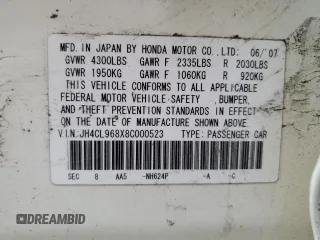 MFD. IN JAPAN BY HONDA MOTOR CO., LTD. 06/'07
GVWR 4300LBS GAWR F 2335LBS R 2030LBS
GVWR 1950KG GAWR F 1060KG R 920KG
THIS VEHICLE CONFORMS TO ALL APPLICABLE
FEDERAL MOTOR VEHICLE SAFETY, BUMPER,
AND THEFT PREVENTION STANDARDS IN EFFECT
ON THE DATE OF MANUFACTURE SHOWN ABOVE.
V.I.N. JH4CL968X8C000523 TYPE: PASSENGER CAR
SEC 8 AA5 -NH624P -A -C
DREAMBID